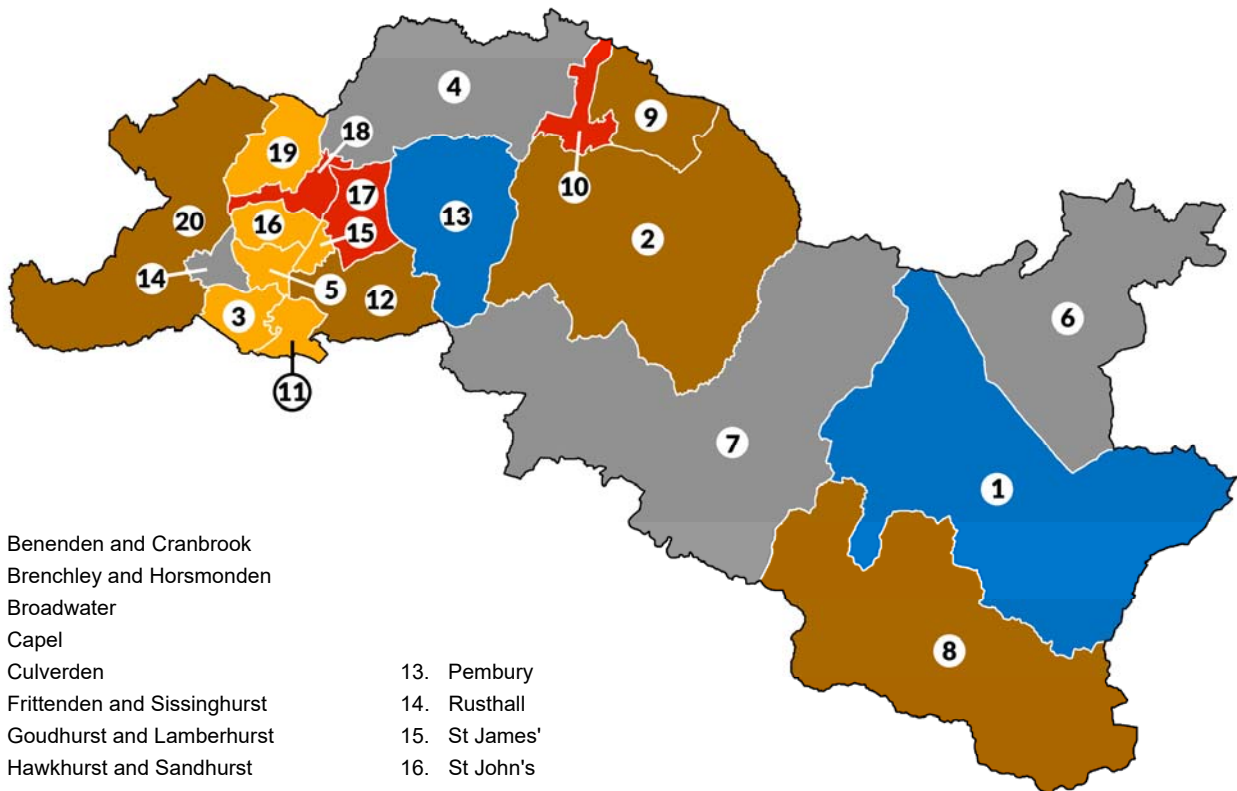 4
9
18
19
17
10
16
13
20
15
2
14
5
12
3
6
11
7
1
8
Benenden and Cranbrook
Brenchley and Horsmonden
Broadwater
Capel
Culverden
Frittenden and Sissinghurst
Goudhurst and Lamberhurst
Hawkhurst and Sandhurst
13. Pembury
14. Rusthall
15. St James'
16. St John's